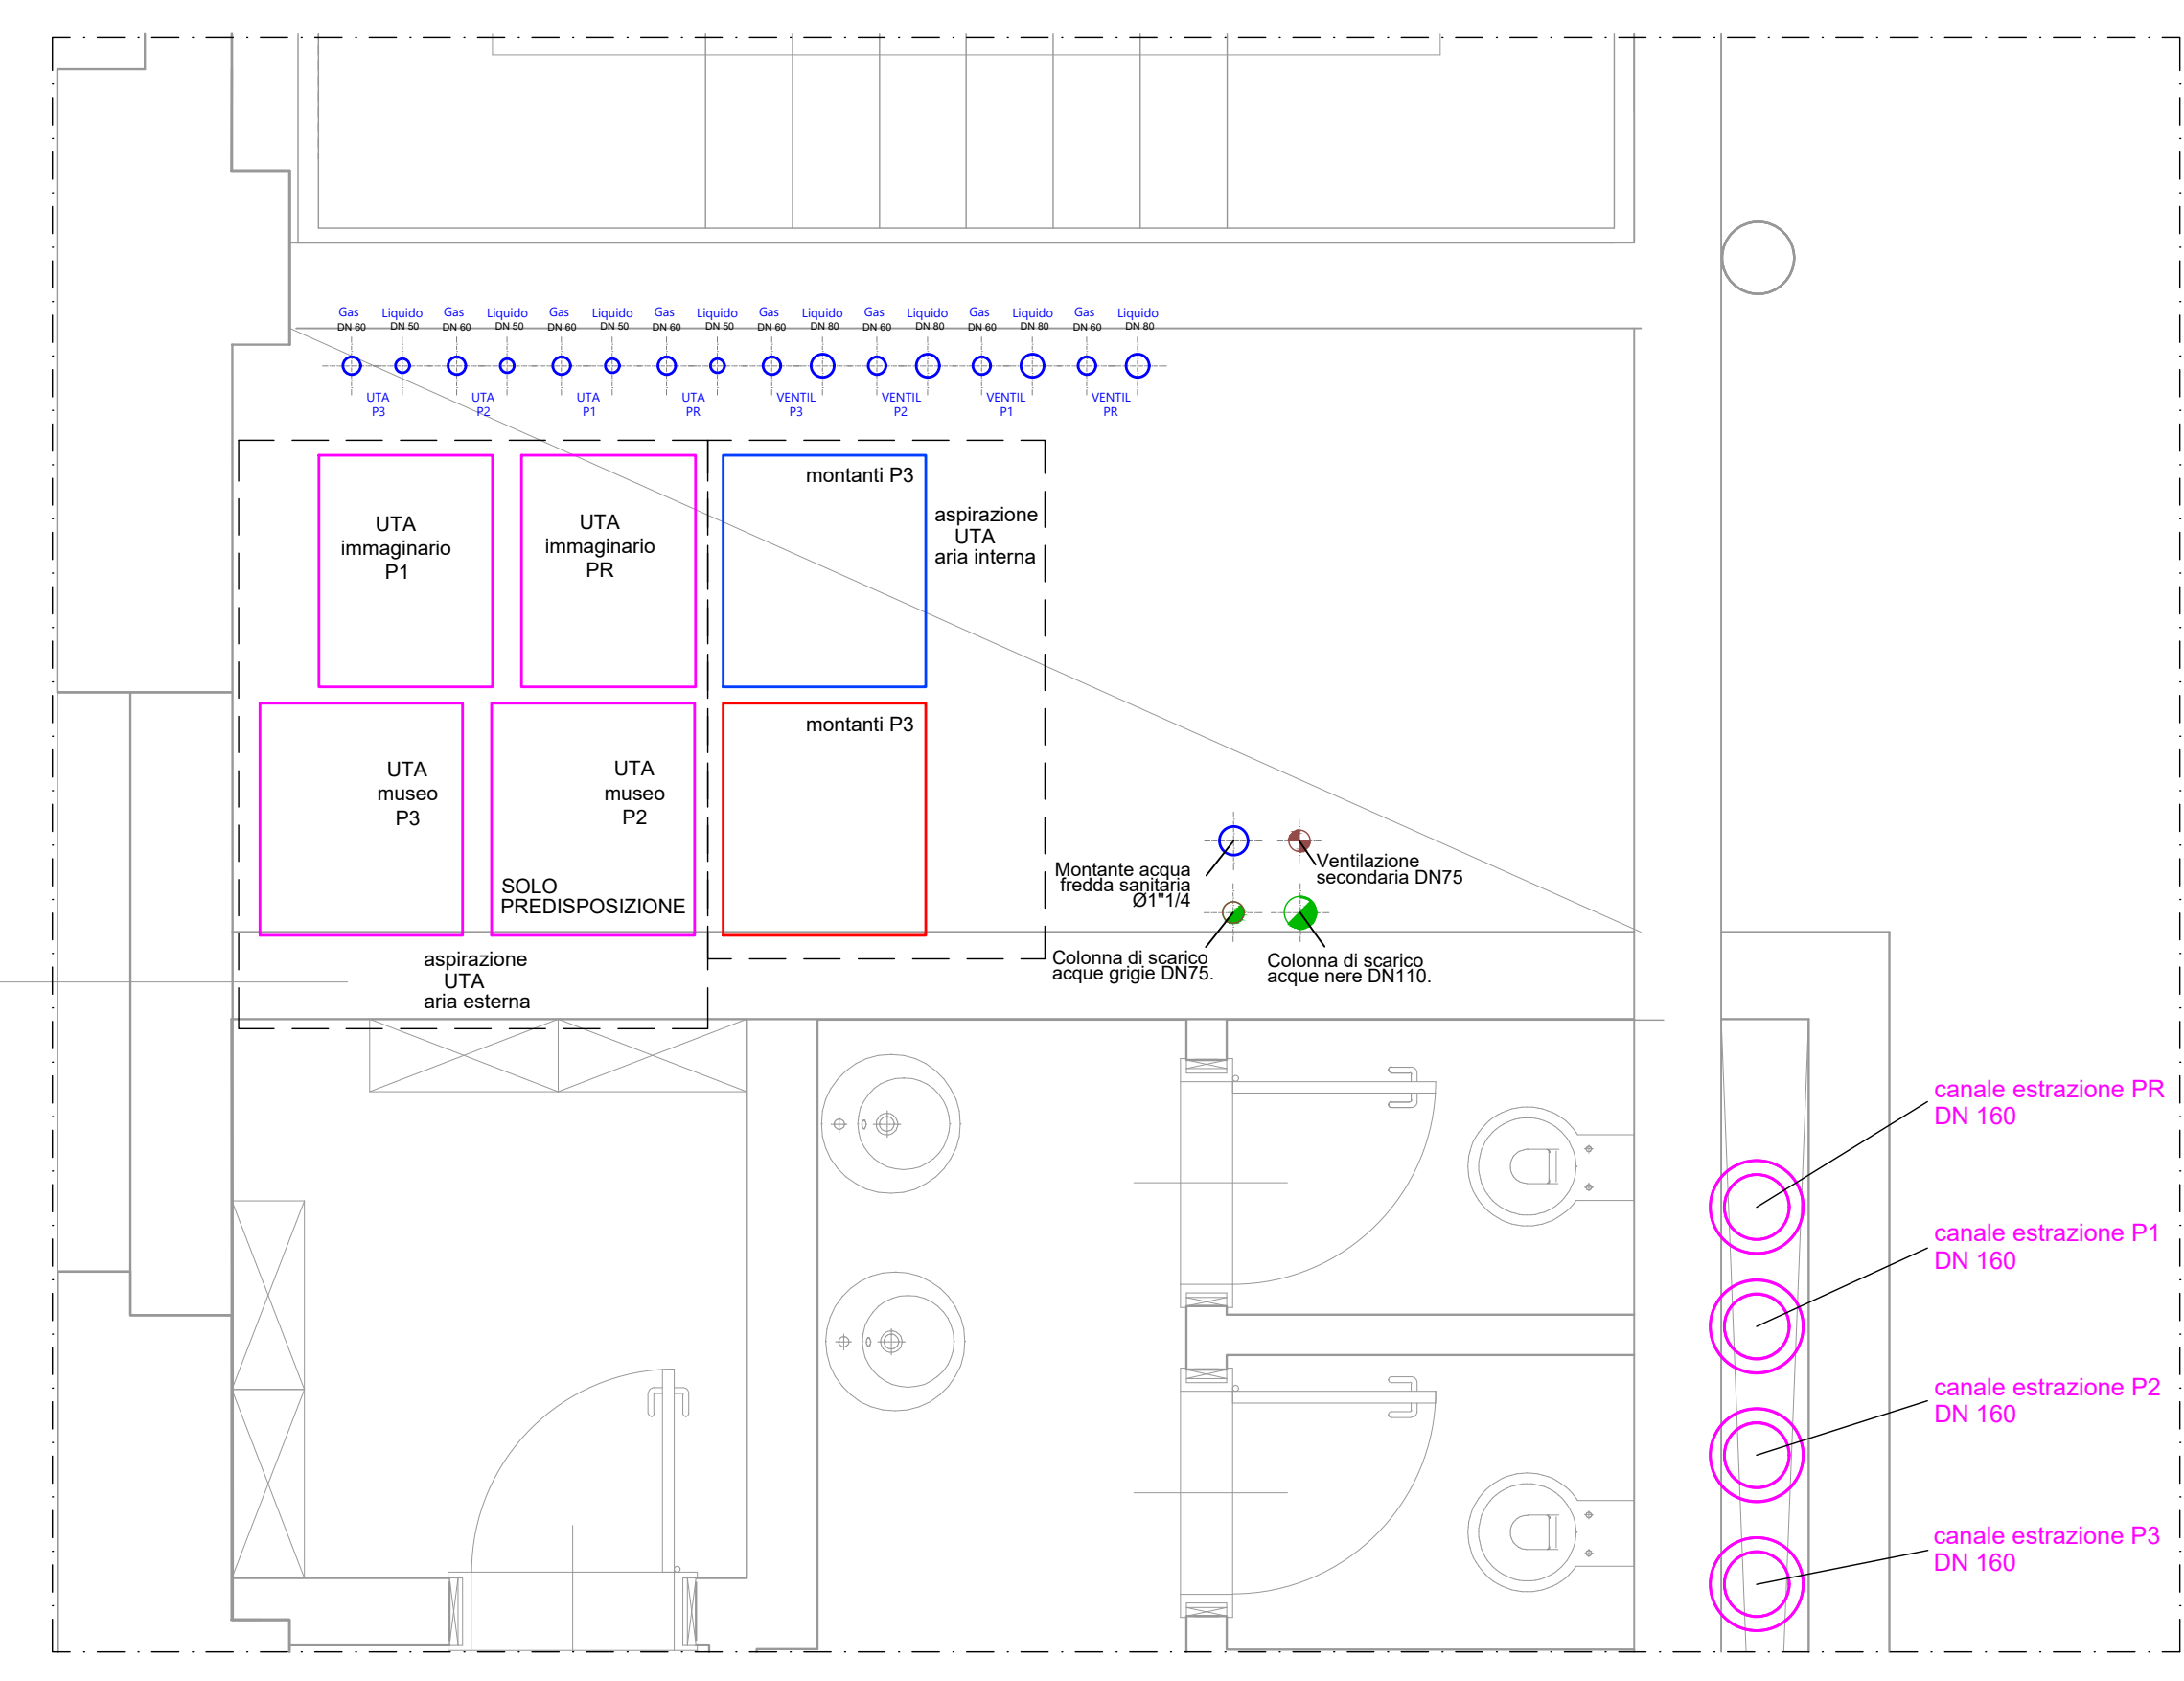 Gas Liquido Gas Liquido Gas Liquido Gas Liquido Gas Liquido Gas Liquido Gas Liquido Gas Liquido
DN 60 DN 50 DN 60 DN 50 DN 60 DN 50 DN 60 DN 50 DN 60 DN 80 DN 60 DN 80 DN 60 DN 80 DN 60 DN 80
UTA UTA UTA UTA VENTIL VENTIL VENTIL VENTIL
P3 P2 P1 PR P3 P2 P1 PR
UTA
immaginario
P1
UTA
immaginario
PR
montanti P3
aspirazione
UTA
aria interna
UTA
museo
P3
UTA
museo
P2
SOLO
PREDISPOSIZIONE
montanti P3
aspirazione
UTA
aria esterna
Montante acqua
fredda sanitaria
Ø1"1/4
Ventilazione
secondaria DN75
Colonna di scarico
acque grigie DN75.
Colonna di scarico
acque nere DN110.
canale estrazione PR
DN 160
canale estrazione P1
DN 160
canale estrazione P2
DN 160
canale estrazione P3
DN 160